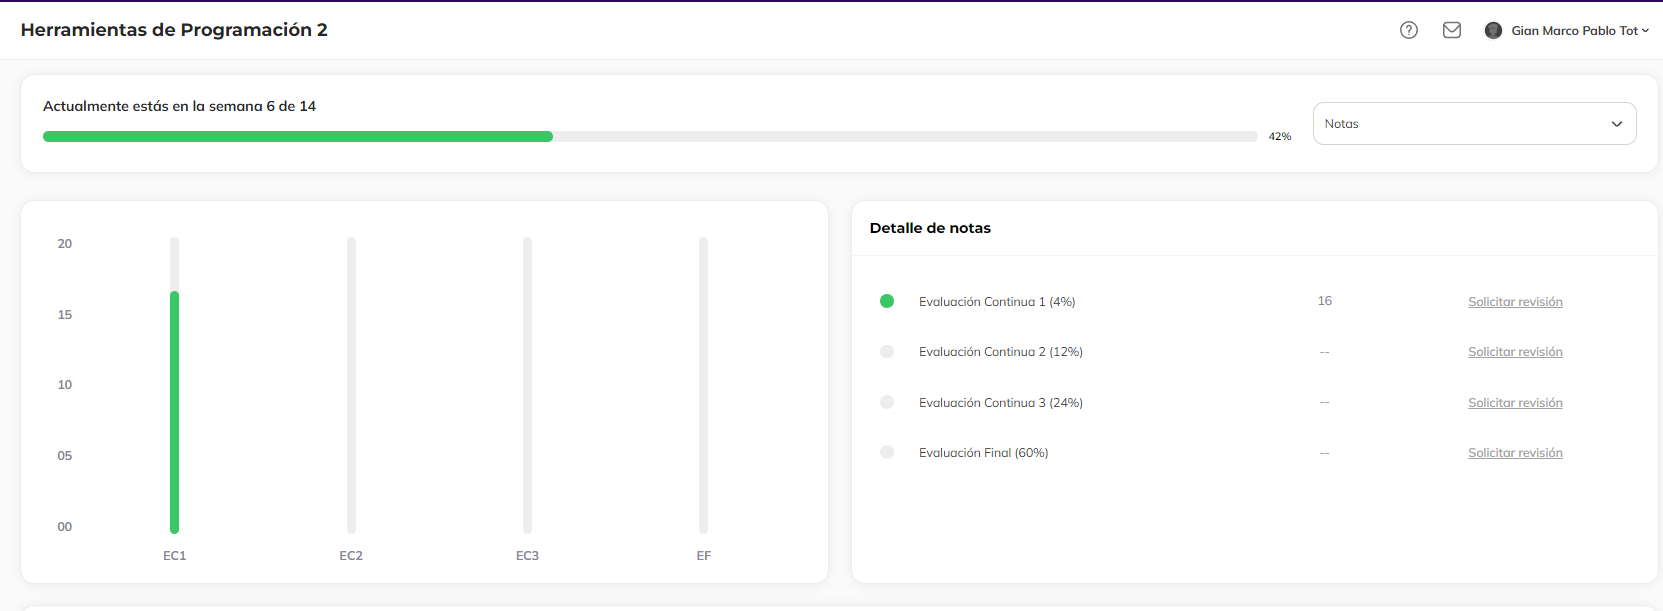 Herramientas de Programación 2
Gian Marco Pablo Tot
Actualmente estás en la semana 6 de 14
42%
Notas
20
15
10
05
00
EC1
EC2
EC3
EF
Detalle de notas
Evaluación Continua 1 (4%) 16 Solicitar revisión
Evaluación Continua 2 (12%) -- Solicitar revisión
Evaluación Continua 3 (24%) -- Solicitar revisión
Evaluación Final (60%) -- Solicitar revisión